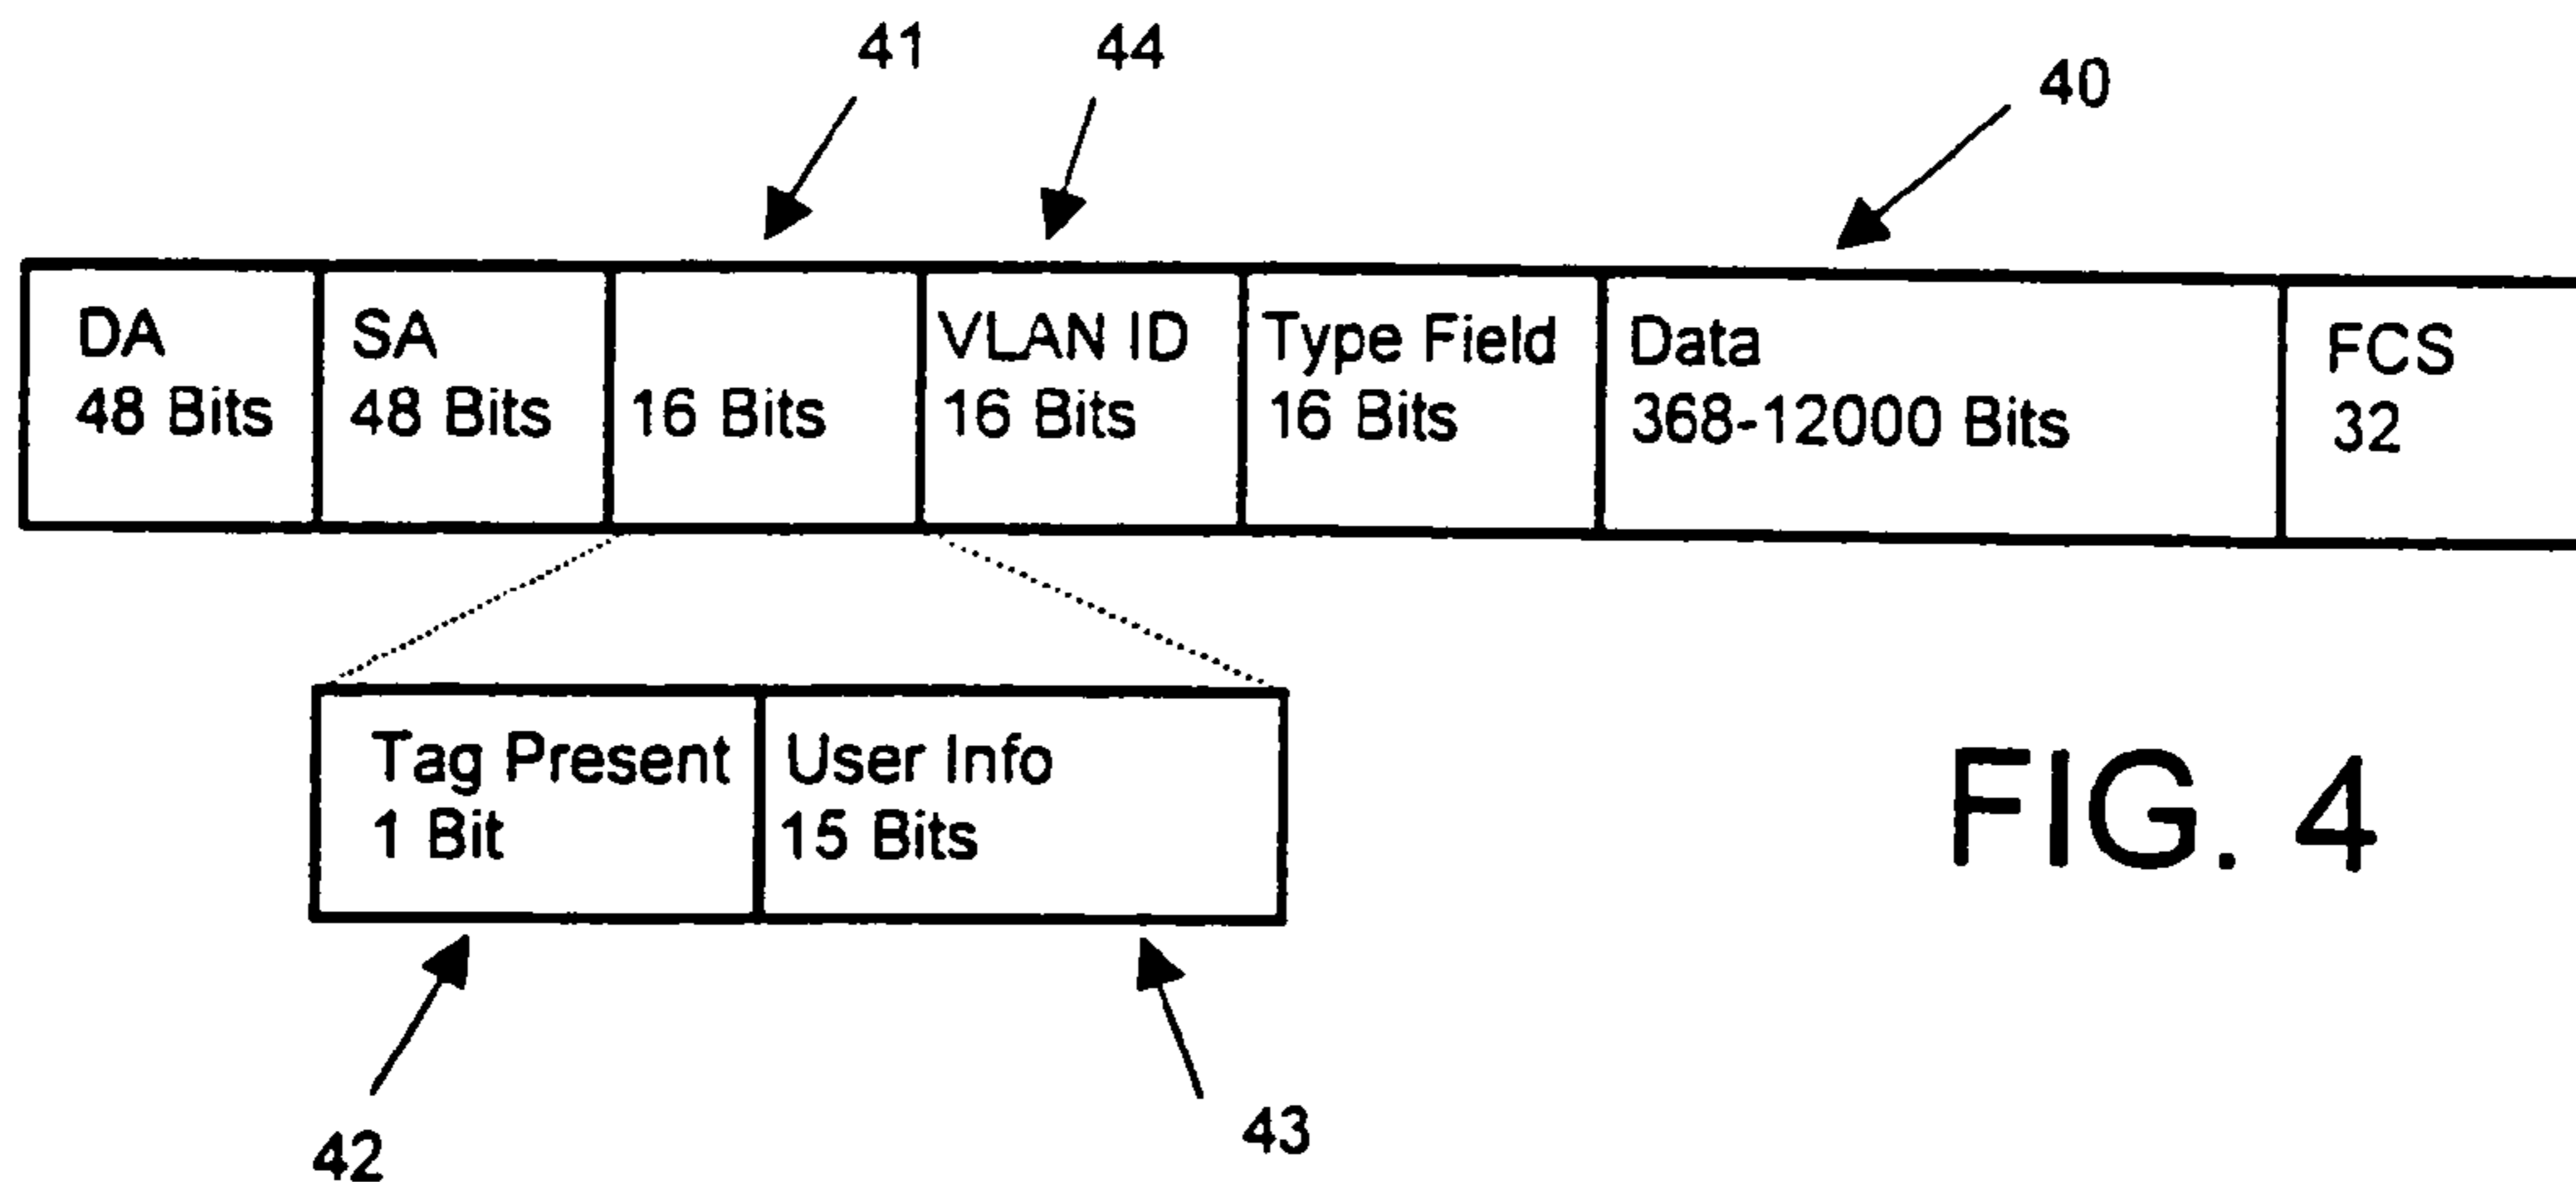 41
44
40
DA
48 Bits
SA
48 Bits
16 Bits
VLAN ID
16 Bits
Type Field
16 Bits
Data
368-12000 Bits
FCS
32
Tag Present
1 Bit
User Info
15 Bits
FIG. 4
42
43